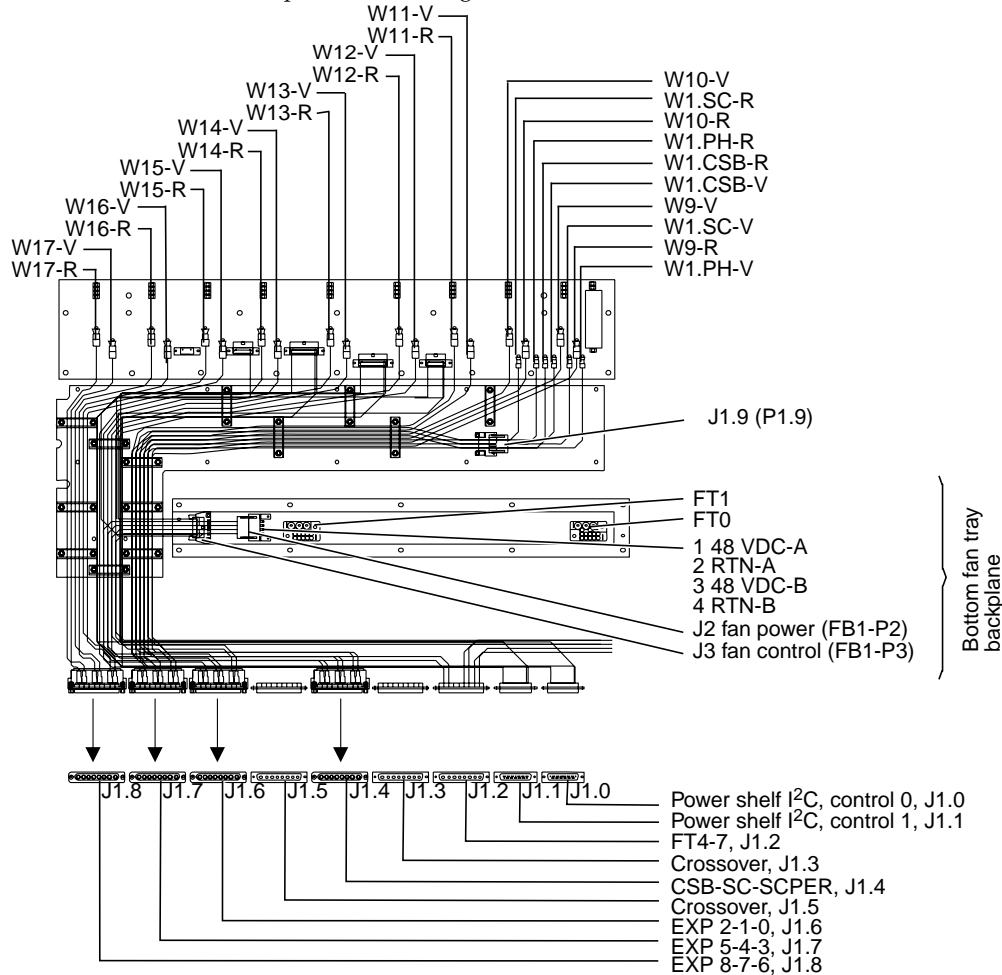 W11-V
W11-R
W12-V
W12-R
W13-V
W13-R
W14-V
W14-R
W15-V
W15-R
W16-V
W16-R
W17-V
W17-R
W10-V
W1.SC-R
W10-R
W1.PH-R
W1.CSB-R
W1.CSB-V
W9-V
W1.SC-V
W9-R
W1.PH-V
J1.9 (P1.9)
FT1
FT0
1 48 VDC-A
2 RTN-A
3 48 VDC-B
4 RTN-B
J2 fan power (FB1-P2)
J3 fan control (FB1-P3)
Bottom fan tray
backplane
J1.8 J1.7 J1.6 J1.5 J1.4 J1.3 J1.2 J1.1 J1.0
Power shelf I²C, control 0, J1.0
Power shelf I²C, control 1, J1.1
FT4-7, J1.2
Crossover, J1.3
CSB-SC-SCPER, J1.4
Crossover, J1.5
EXP 2-1-0, J1.6
EXP 5-4-3, J1.7
EXP 8-7-6, J1.8